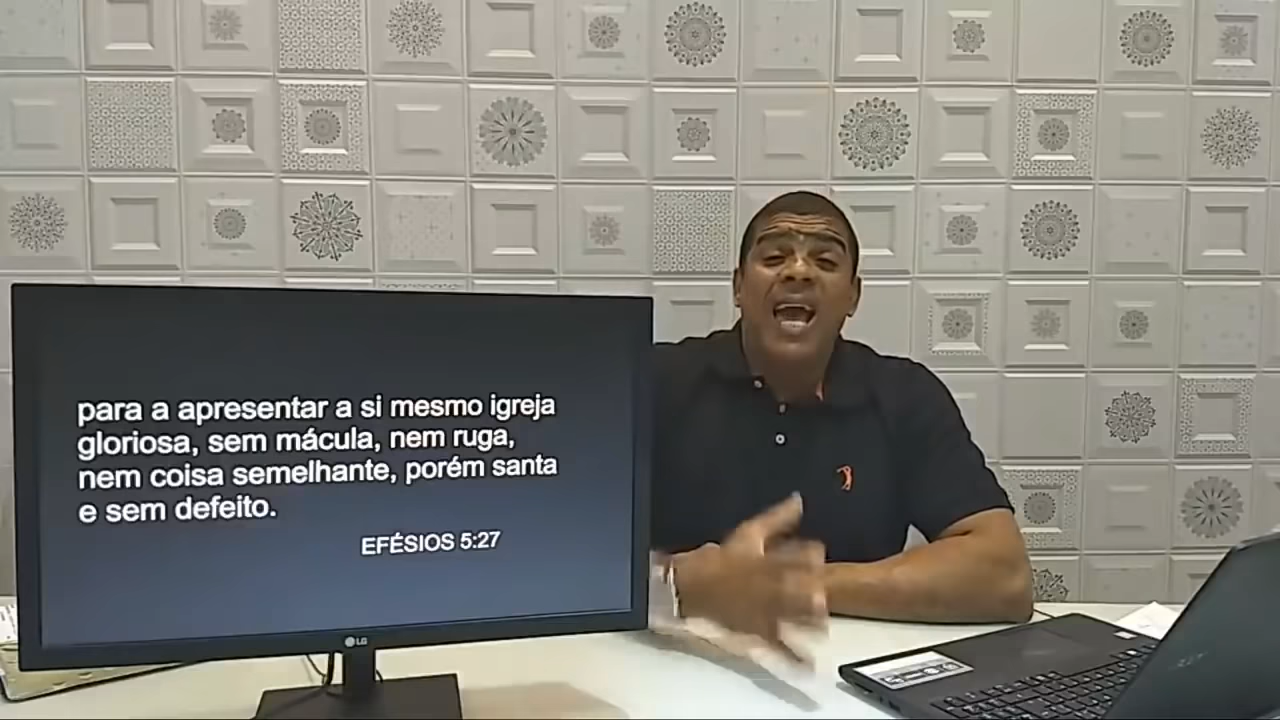 para a apresentar a si mesmo igreja
gloriosa, sem mácula, nem ruga,
nem coisa semelhante, porém santa
e sem defeito.
EFÉSIOS 5:27
LG